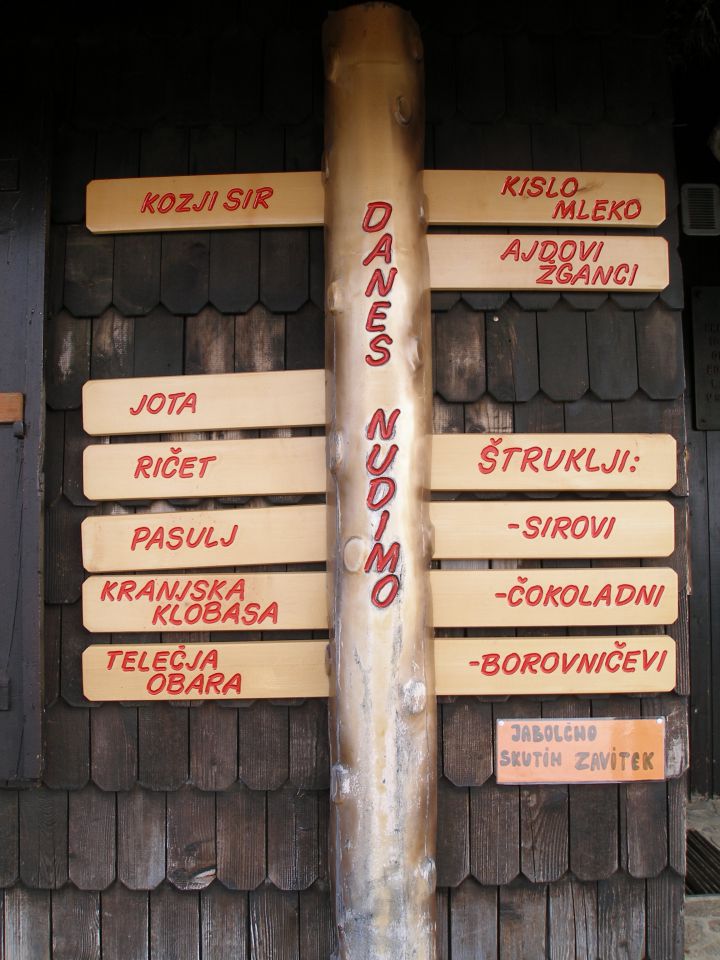 DANES NUDIMO
KOZJI SIR
JOTA
RIČET
PASULJ
KRANJSKA
KLOBASA
TELEČJA
OBARA
KISLO
MLEKO
AJDOVI
ŽGANCI
ŠTRUKLJI:
-SIROVI
-ČOKOLADNI
-BOROVNIČEVI
JABOLČNO
SKUTIN ZAVITEK